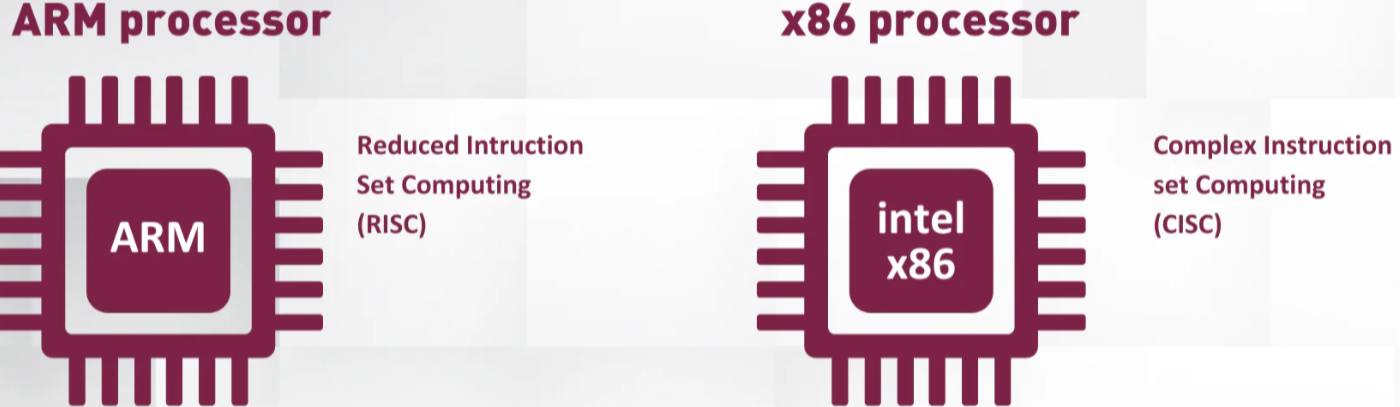 ARM processor
x86 processor
ARM
Reduced Intruction
Set Computing
(RISC)
intel
x86
Complex Instruction
set Computing
(CISC)